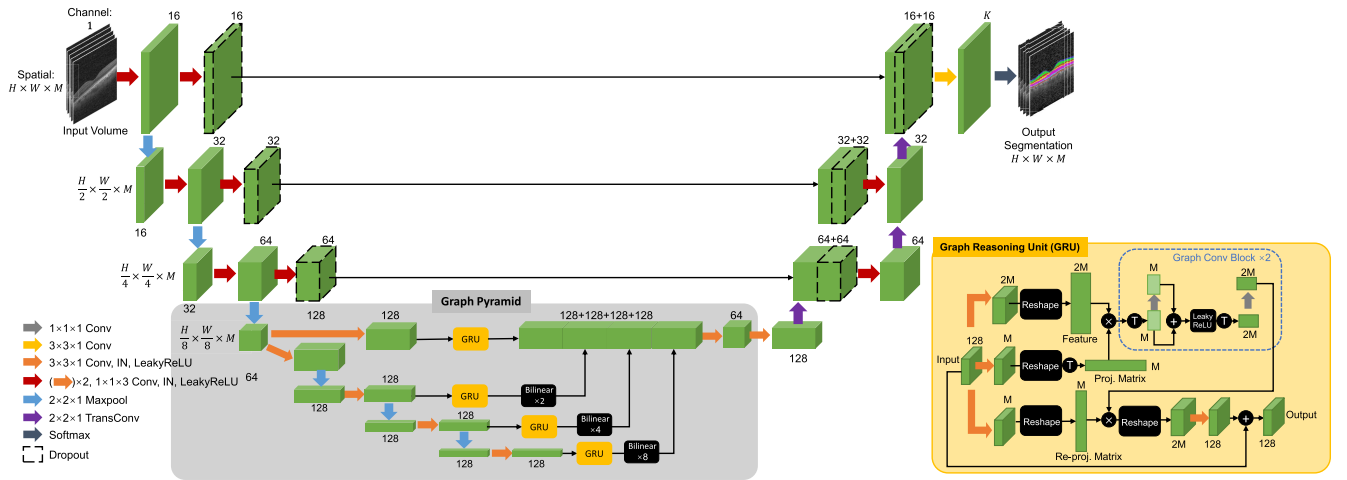 Channel:
1
Spatial:
H × W × M
Input Volume
16
16
16+16
K
Output
Segmentation
H × W × M
H/2 × W/2 × M
16
32
32
32+32
32
H/4 × W/4 × M
32
64
64
64+64
64
Graph Pyramid
H/8 × W/8 × M
64
128
128
GRU
128+128+128+128
64
128
128
128
GRU
Bilinear
×2
128
128
GRU
Bilinear
×4
128
128
GRU
Bilinear
×8
1×1×1 Conv
3×3×1 Conv
3×3×1 Conv, IN, LeakyReLU
( )×2, 1×1×3 Conv, IN, LeakyReLU
2×2×1 Maxpool
2×2×1 TransConv
Softmax
Dropout
Graph Reasoning Unit (GRU)
Graph Conv Block ×2
2M
Reshape
2M
Feature
×
T
M
M
+
Leaky
ReLU
T
2M
2M
Input
128
M
Reshape
T
M
Proj. Matrix
M
Reshape
M
Re-proj. Matrix
×
Reshape
2M
128
+
128
Output